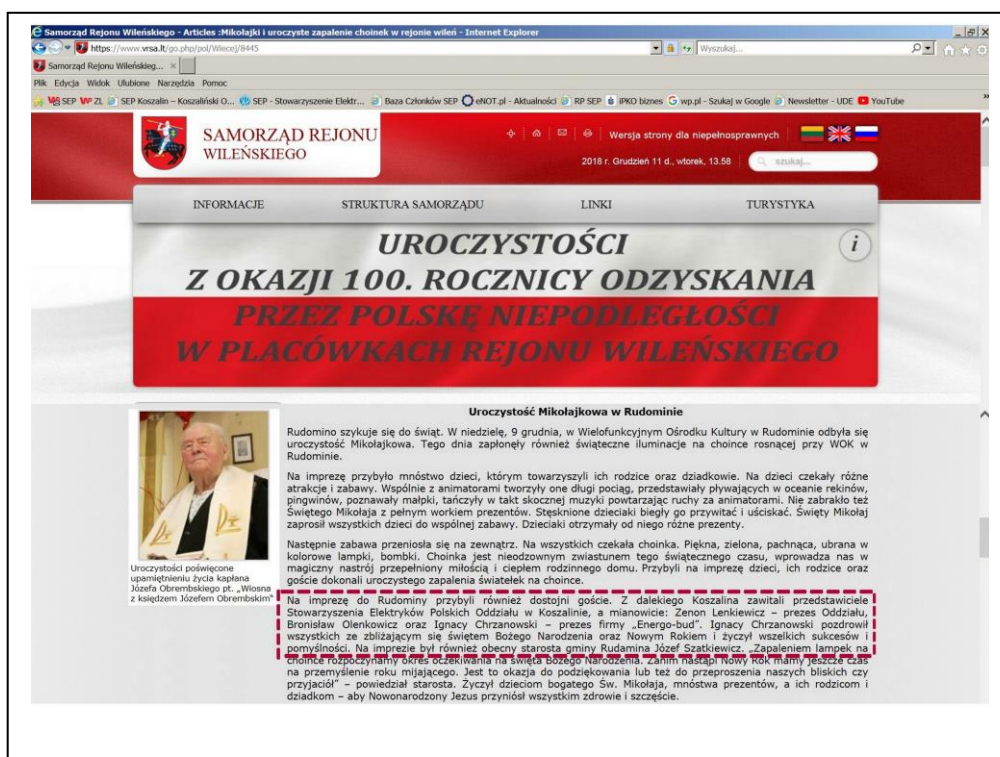 Samorząd Rejonu Wileńskiego - Articles :Mikołajki i uroczyste zapalenie choinek w rejonie wileń - Internet Explorer
https://www.vrsa.lt/go.php/pol/Wiecej/8445
Wyszukaj...
Samorząd Rejonu Wileńskieg...
Plik Edycja Widok Ulubione Narzędzia Pomoc
SEP WP ZL SEP Koszalin – Koszaliński O... SEP - Stowarzyszenie Elektr... Baza Członków SEP eNOT.pl - Aktualności RP SEP IPKO biznes wp.pl - Szukaj w Google Newsletter - UDE YouTube
SAMORZĄD REJONU
WILEŃSKIEGO
Wersja strony dla niepełnosprawnych
2018 r. Grudzień 11 d., wtorek, 13.58
szukaj...
INFORMACJE STRUKTURA SAMORZĄDU LINKI TURYSTYKA
UROCZYSTOŚCI
i
Z OKAZJI 100. ROCZNICY ODZYSKANIA
PRZEZ POLSKĘ NIEPODLEGŁOŚCI
W PLACÓWKACH REJONU WILEŃSKIEGO
Uroczystości poświęcone
upamiętnieniu życia kapłana
Józefa Obrembskiego pt. „Wiosna
z księdzem Józefem Obrembskim"
Uroczystość Mikołajkowa w Rudominie
Rudomino szykuje się do świąt. W niedzielę, 9 grudnia, w Wielofunkcyjnym Ośrodku Kultury w Rudominie odbyła się
uroczystość Mikołajkowa. Tego dnia zapłonęły również świąteczne iluminacje na choince rosnącej przy WOK w
Rudominie.
Na imprezę przybyło mnóstwo dzieci, którym towarzyszyli ich rodzice oraz dziadkowie. Na dzieci czekały różne
atrakcje i zabawy. Wspólnie z animatorami tworzyły one długi pociąg, przedstawiały pływających w oceanie rekinów,
pingwinów, poznawały małpki, tańczyły w takt skocznej muzyki powtarzając ruchy za animatorami. Nie zabrakło też
Świętego Mikołaja z pełnym workiem prezentów. Stęsknione dzieciaki biegły go przywitać i uściskać. Święty Mikołaj
zaprosił wszystkich dzieci do wspólnej zabawy. Dzieciaki otrzymały od niego różne prezenty.
Następnie zabawa przeniosła się na zewnątrz. Na wszystkich czekała choinka. Piękna, zielona, pachnąca, ubrana w
kolorowe lampki, bombki. Choinka jest nieodzownym zwiastunem tego świątecznego czasu, wprowadza nas w
magiczny nastrój przepełniony miłością i ciepłem rodzinnego domu. Przybyli na imprezę dzieci, ich rodzice oraz
goście dokonali uroczystego zapalenia światełek na choince.
Na imprezę do Rudominy przybyli również dostojni goście. Z dalekiego Koszalina zawitali przedstawiciele
Stowarzyszenia Elektryków Polskich Oddziału w Koszalinie, a mianowicie: Zenon Lenkiewicz – prezes Oddziału,
Bronisław Olenkowicz oraz Ignacy Chrzanowski – prezes firmy „Energo-bud". Ignacy Chrzanowski pozdrowił
wszystkich ze zbliżającym się świętem Bożego Narodzenia oraz Nowym Rokiem i życzył wszelkich sukcesów i
pomyślności. Na imprezie był również obecny starosta gminy Rudamina Józef Szatkiewicz. „Zapaleniem lampek na
choince rozpoczynamy okres oczekiwania na święta Bożego Narodzenia. Zanim nastąpi Nowy Rok mamy jeszcze czas
na przemyślenie roku mijającego. Jest to okazja do podziękowania lub też do przeproszenia naszych bliskich czy
przyjaciół" – powiedział starosta. Życzył dzieciom bogatego Św. Mikołaja, mnóstwa prezentów, a ich rodzicom i
dziadkom – aby Nowonarodzony Jezus przyniósł wszystkim zdrowie i szczęście.